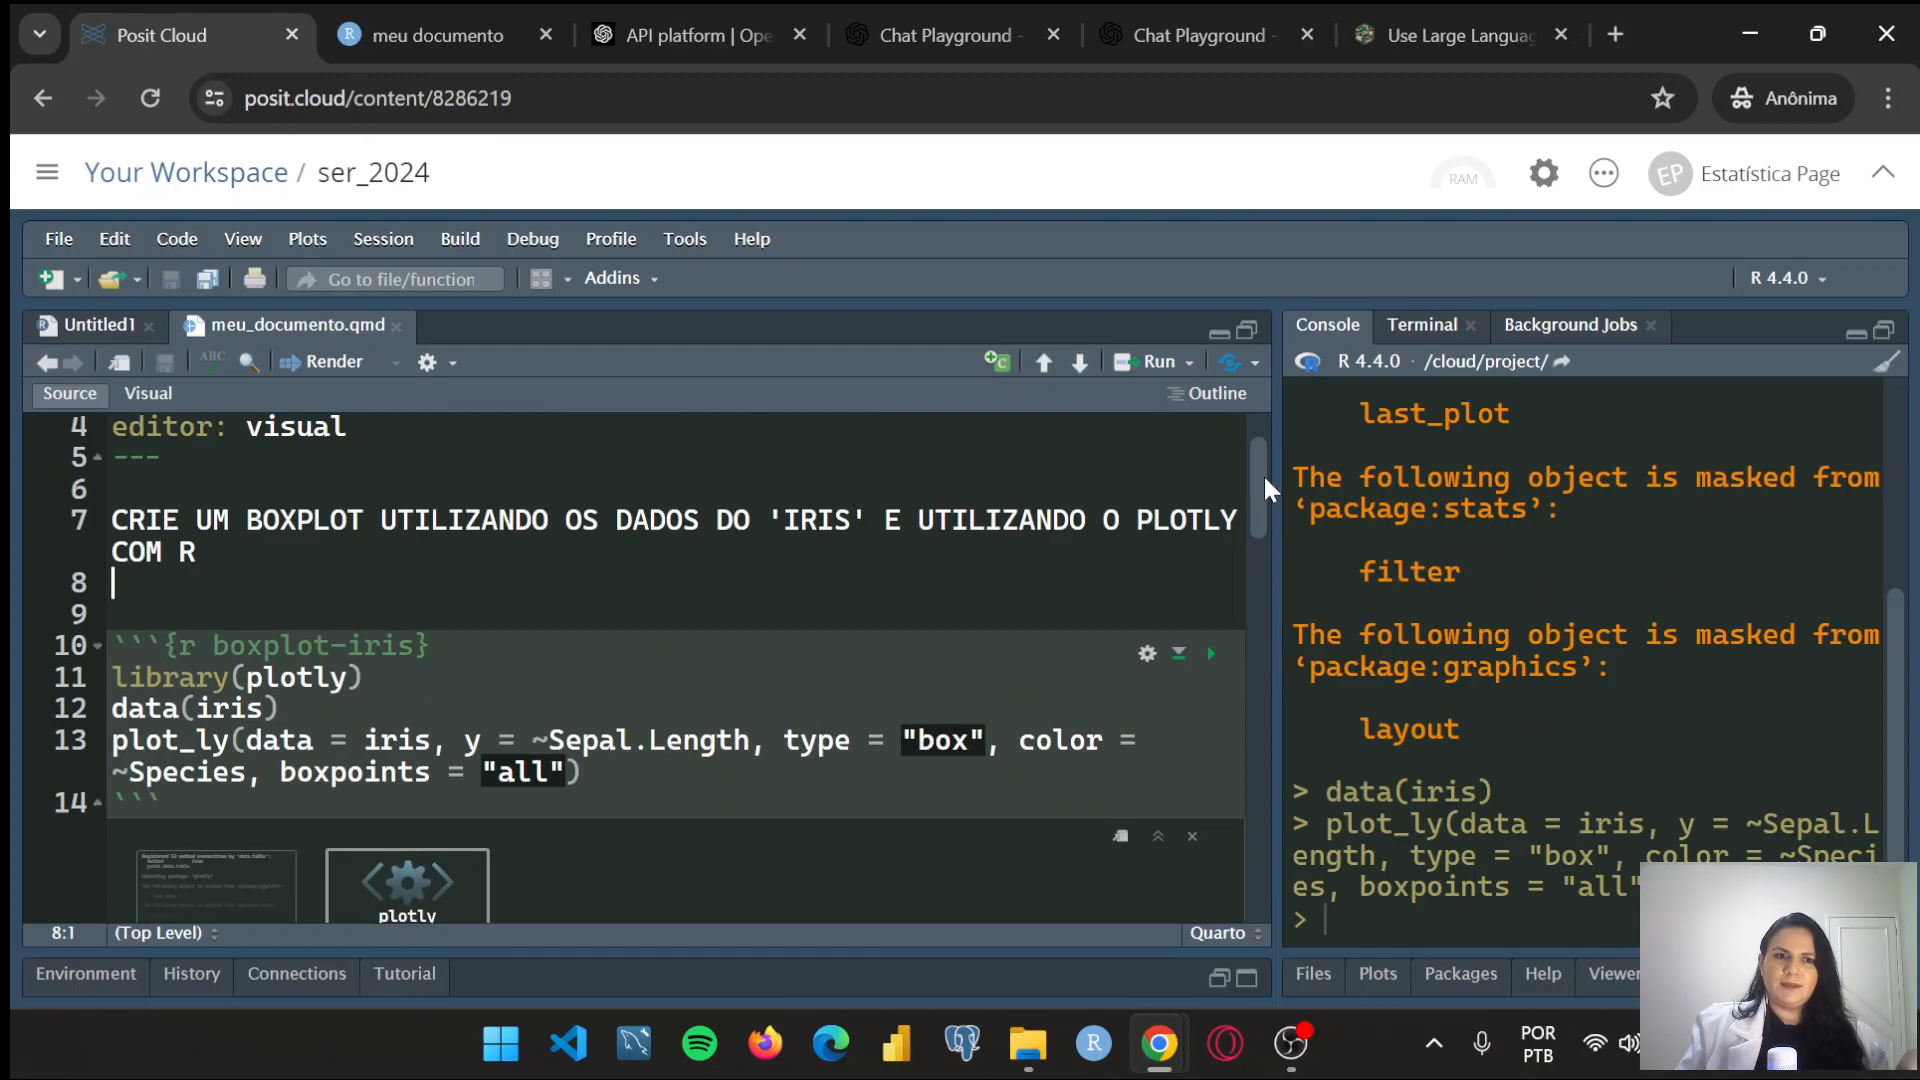 Posit Cloud
meu documento
API platform | Ope
Chat Playground -
Chat Playground -
Use Large Languag
posit.cloud/content/8286219
Anônima
Your Workspace / ser_2024
RAM
EP
Estatística Page
File Edit Code View Plots Session Build Debug Profile Tools Help
Go to file/function
Addins
R 4.4.0
Untitled1
meu_documento.qmd
ABC
Render
Run
Source Visual
Outline
4 editor: visual
5 ---
6
7 CRIE UM BOXPLOT UTILIZANDO OS DADOS DO 'IRIS' E UTILIZANDO O PLOTLY
COM R
8
9
10 ```{r boxplot-iris}
11 library(plotly)
12 data(iris)
13 plot_ly(data = iris, y = ~Sepal.Length, type = "box", color =
~Species, boxpoints = "all")
14 ```
plotly
8:1 (Top Level)
Quarto
Environment History Connections Tutorial
Console Terminal Background Jobs
R 4.4.0 · /cloud/project/
last_plot
The following object is masked from
‘package:stats’:
filter
The following object is masked from
‘package:graphics’:
layout
> data(iris)
> plot_ly(data = iris, y = ~Sepal.L
ength, type = "box", color = ~Speci
es, boxpoints = "all"
>
Files Plots Packages Help Viewer
POR
PTB